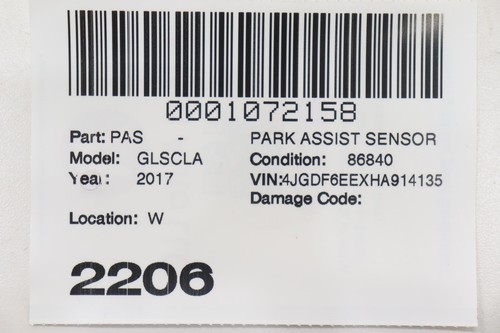 0001072158
Part: PAS - PARK ASSIST SENSOR
Model: GLSCLA Condition: 86840
Year: 2017 VIN:4JGDF6EEXHA914135
Damage Code:
Location: W
2206